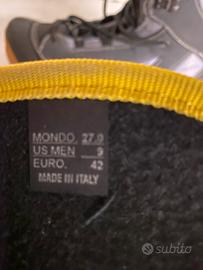 MONDO. 27.0
US MEN 9
EURO. 42
MADE IN ITALY
subito